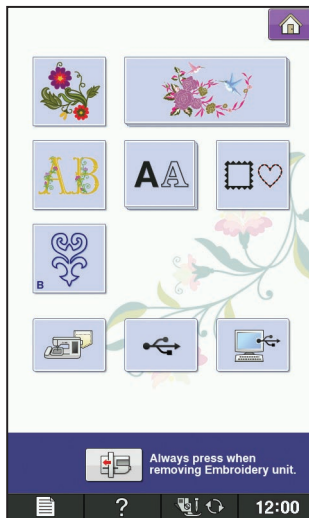 AB
AA
B
Always press when
removing Embroidery unit.
?
12:00